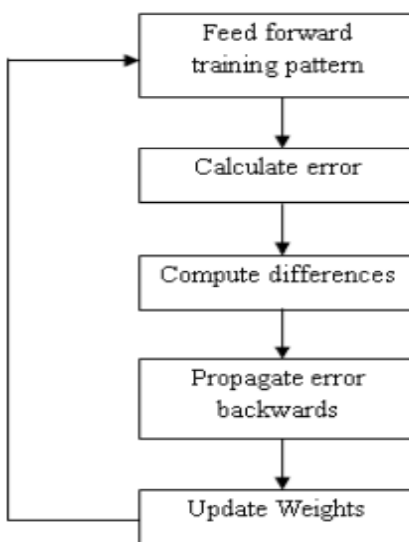 Feed forward
training pattern
Calculate error
Compute differences
Propagate error
backwards
Update Weights